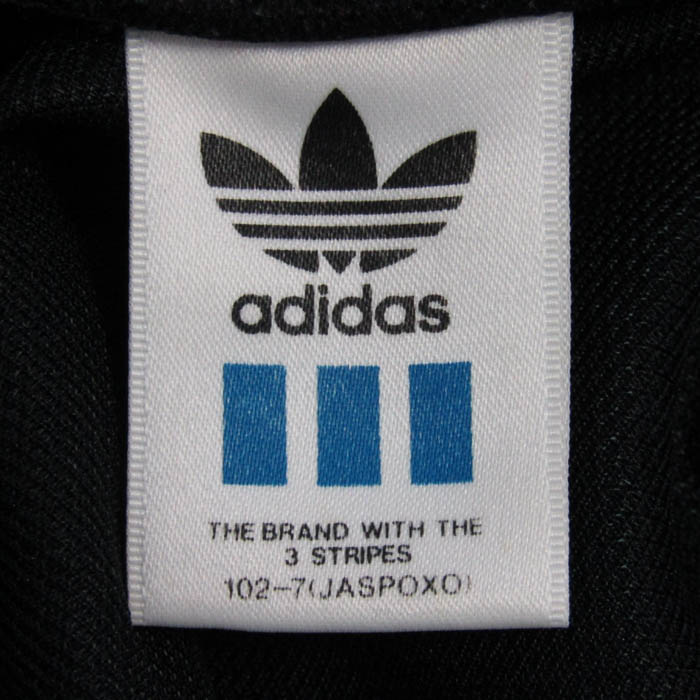 adidas
THE BRAND WITH THE
3 STRIPES
102-7(JASPOXO)